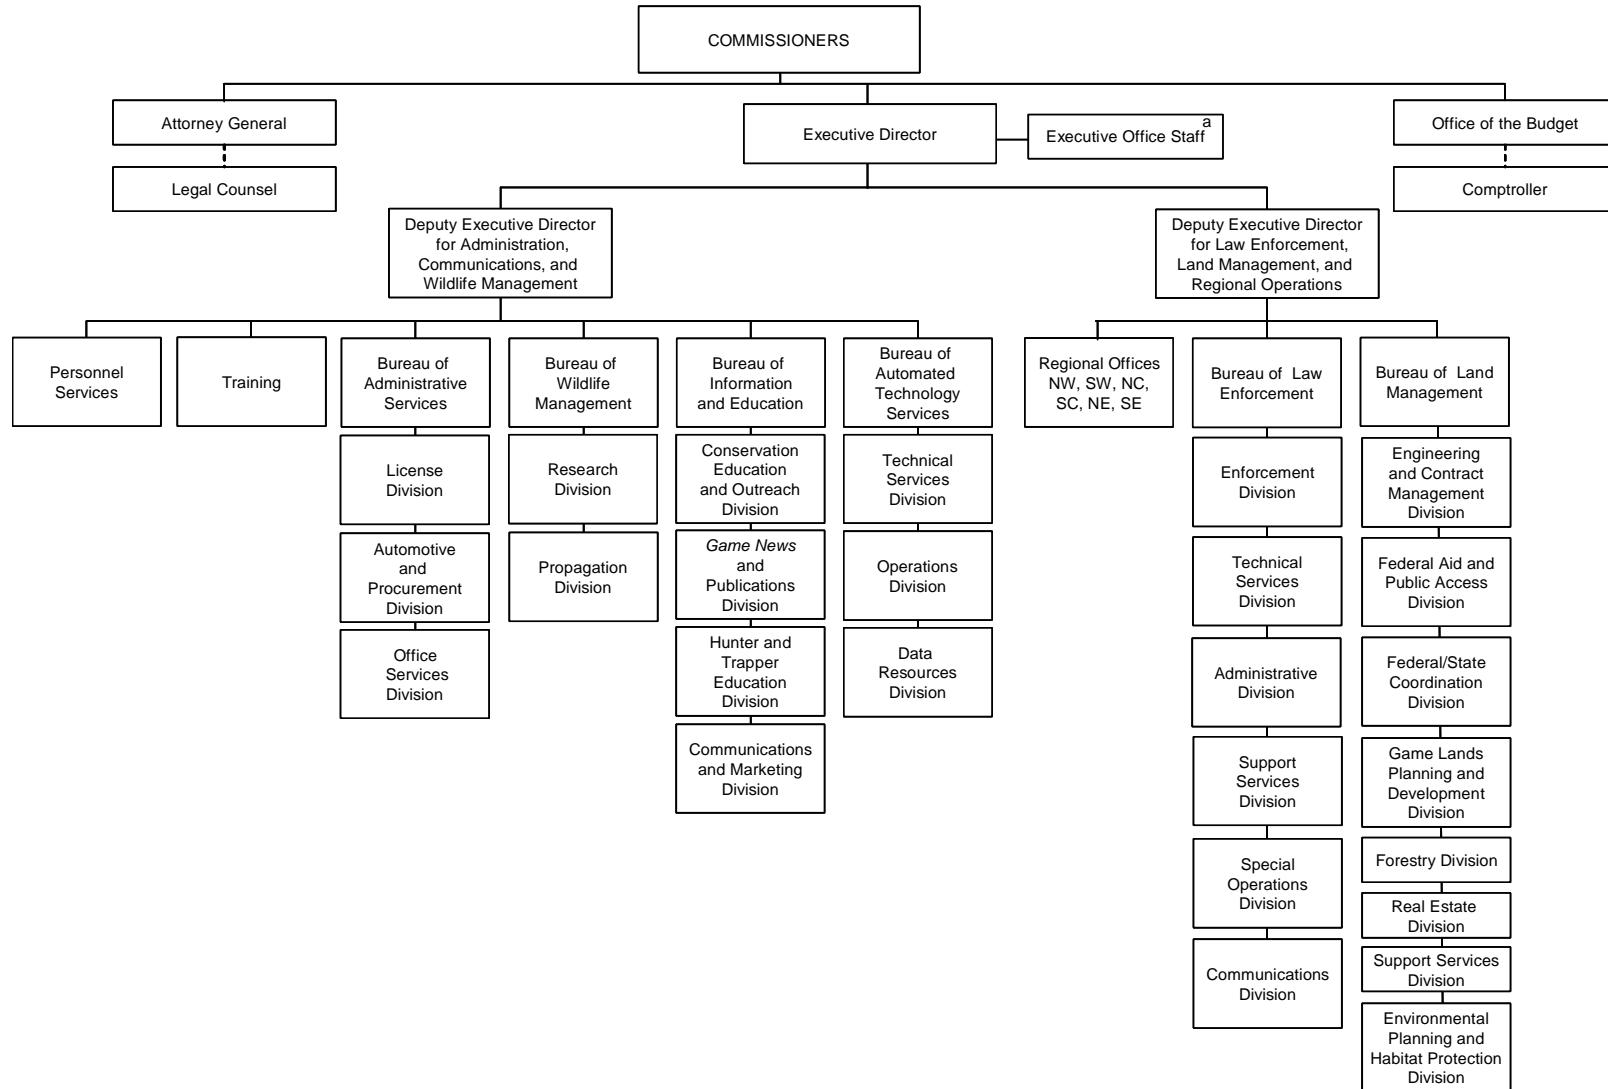 COMMISSIONERS
Attorney General
Executive Director
Executive Office Staff a
Office of the Budget
Legal Counsel
Comptroller
Deputy Executive Director
for Administration,
Communications, and
Wildlife Management
Deputy Executive Director
for Law Enforcement,
Land Management, and
Regional Operations
Personnel
Services
Training
Bureau of
Administrative
Services
Bureau of
Wildlife
Management
Bureau of
Information
and Education
Bureau of
Automated
Technology
Services
Regional Offices
NW, SW, NC,
SC, NE, SE
Bureau of Law
Enforcement
Bureau of Land
Management
License
Division
Automotive
and
Procurement
Division
Office
Services
Division
Research
Division
Propagation
Division
Conservation
Education
and Outreach
Division
Game News
and
Publications
Division
Hunter and
Trapper
Education
Division
Communications
and Marketing
Division
Technical
Services
Division
Operations
Division
Data
Resources
Division
Enforcement
Division
Technical
Services
Division
Administrative
Division
Support
Services
Division
Special
Operations
Division
Communications
Division
Engineering
and Contract
Management
Division
Federal Aid and
Public Access
Division
Federal/State
Coordination
Division
Game Lands
Planning and
Development
Division
Forestry Division
Real Estate
Division
Support Services
Division
Environmental
Planning and
Habitat Protection
Division